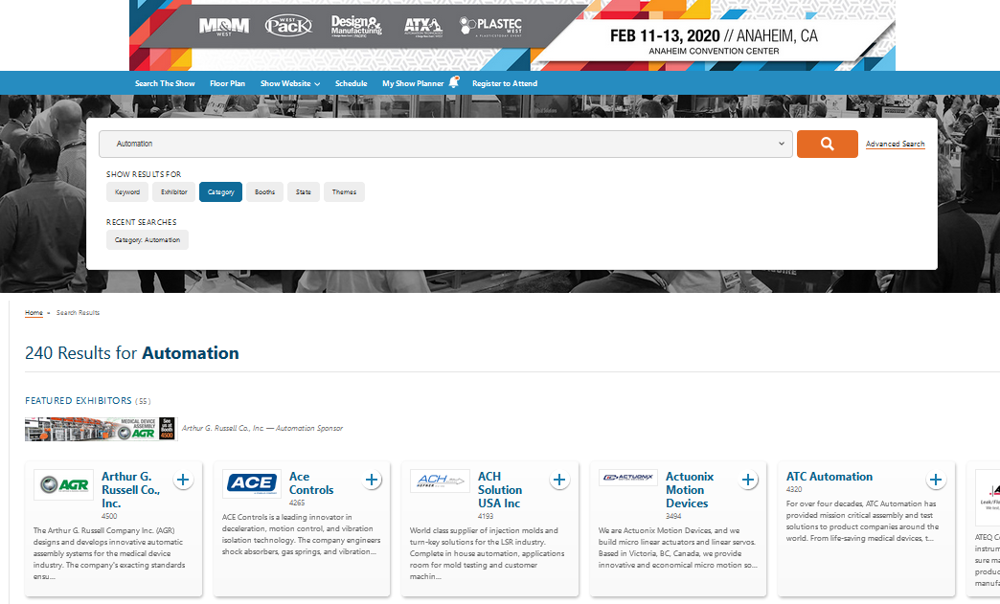 MD&M WEST
WEST Pack
Design& Manufacturing PACIFIC
ATX
PLASTEC WEST
FEB 11-13, 2020 // ANAHEIM, CA
ANAHEIM CONVENTION CENTER
Search The Show Floor Plan Show Website Schedule My Show Planner Register to Attend
Automation
Advanced Search
SHOW RESULTS FOR
Keyword Exhibitor Category Booths State Themes
RECENT SEARCHES
Category: Automation
Home » Search Results
240 Results for Automation
FEATURED EXHIBITORS (55)
MEDICAL DEVICE ASSEMBLY AGR See us at Booth 4500
Arthur G. Russell Co., Inc. — Automation Sponsor
AGR
Arthur G.
Russell Co.,
Inc.
4500
The Arthur G. Russell Company Inc. (AGR)
designs and develops innovative automatic
assembly systems for the medical device
industry. The company's exacting standards
ensu...
ACE
Ace
Controls
4265
ACE Controls is a leading innovator in
deceleration, motion control, and vibration
isolation technology. The company engineers
shock absorbers, gas springs, and vibration...
ACH
HEFNER
ACH
Solution
USA Inc
4193
World class supplier of injection molds and
turn-key solutions for the LSR industry.
Complete in house automation, applications
room for mold testing and customer
machin...
ACTUONIX
Actuonix
Motion
Devices
3494
We are Actuonix Motion Devices, and we
build micro linear actuators and linear servos.
Based in Victoria, BC, Canada, we provide
innovative and economical micro motion so...
ATC Automation
4320
For over four decades, ATC Automation has
provided mission critical assembly and test
solutions to product companies around the
world. From life-saving medical devices, t...
ATEQ C
instrum
sure ma
produc
manufa